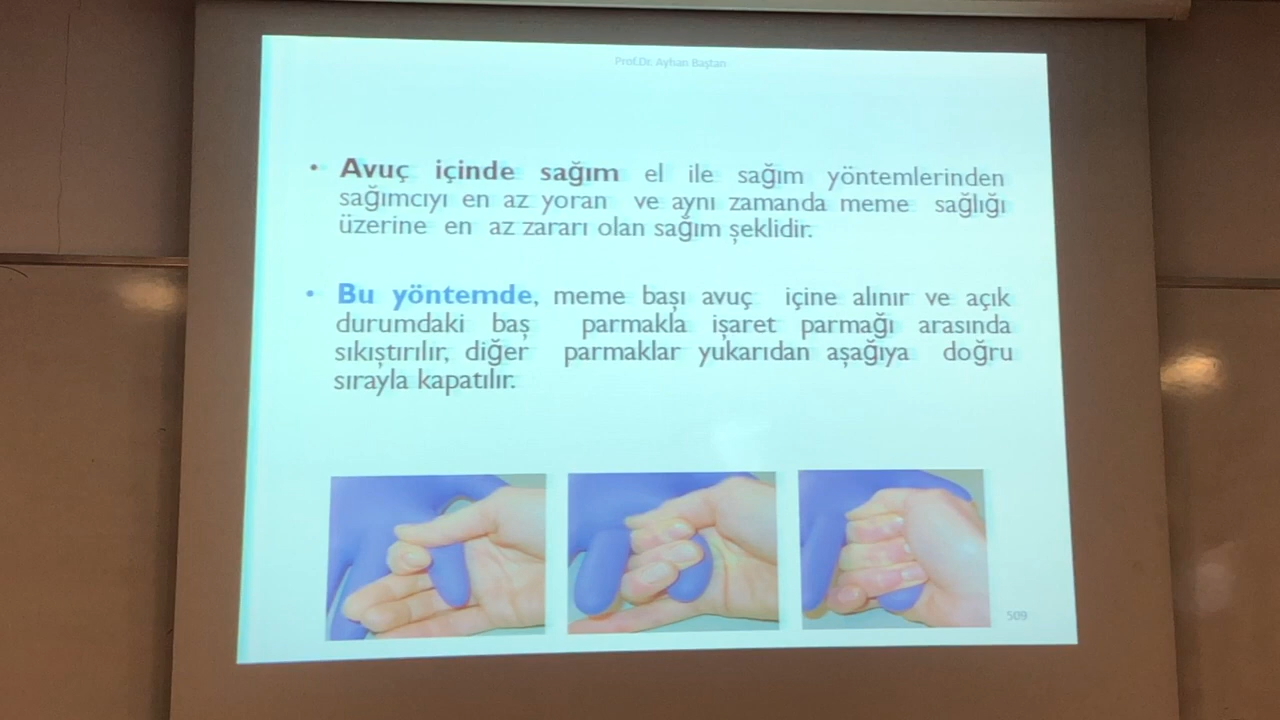 Prof.Dr. Ayhan Baştan
• Avuç içinde sağım el ile sağım yöntemlerinden
sağımcıyı en az yoran ve aynı zamanda meme sağlığı
üzerine en az zararı olan sağım şeklidir.
• Bu yöntemde, meme başı avuç içine alınır ve açık
durumdaki baş parmakla işaret parmağı arasında
sıkıştırılır, diğer parmaklar yukarıdan aşağıya doğru
sırayla kapatılır.
509